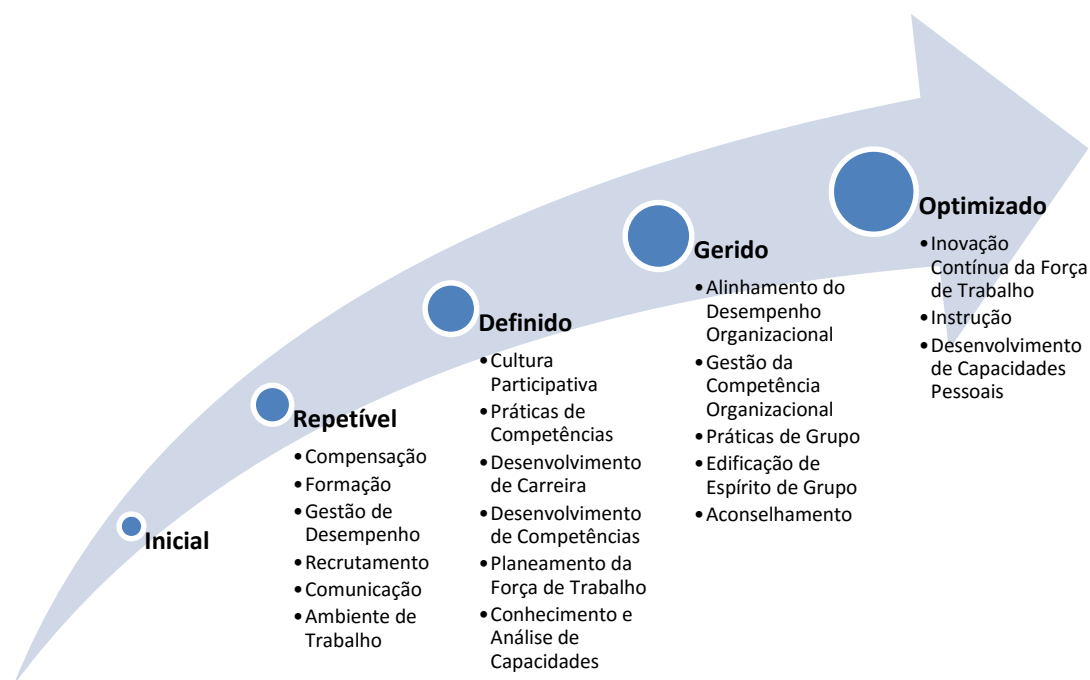 Inicial
Repetível
•Compensação
•Formação
•Gestão de
Desempenho
•Recrutamento
•Comunicação
•Ambiente de
Trabalho
Definido
•Cultura
Participativa
•Práticas de
Competências
•Desenvolvimento
de Carreira
•Desenvolvimento
de Competências
•Planeamento da
Força de Trabalho
•Conhecimento e
Análise de
Capacidades
Gerido
•Alinhamento do
Desempenho
Organizacional
•Gestão da
Competência
Organizacional
•Práticas de Grupo
•Edificação de
Espírito de Grupo
•Aconselhamento
Optimizado
•Inovação
Contínua da Força
de Trabalho
•Instrução
•Desenvolvimento
de Capacidades
Pessoais